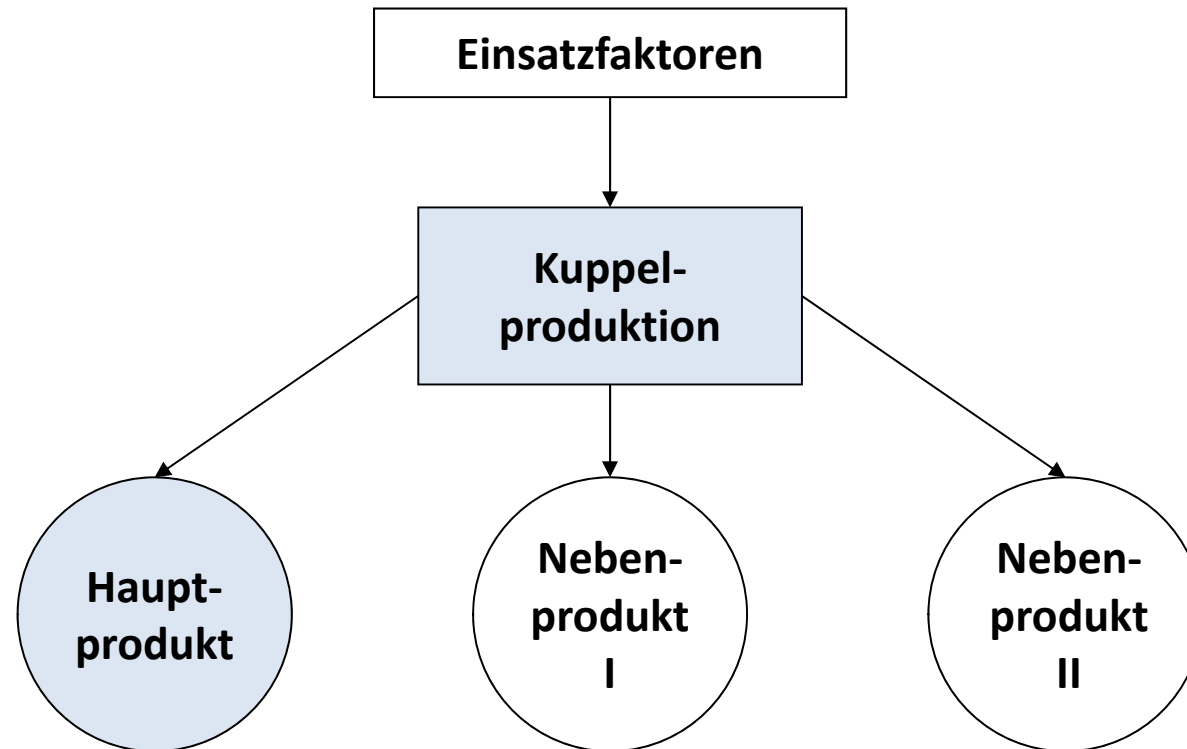 Einsatzfaktoren
Kuppel-
produktion
Haupt-
produkt
Neben-
produkt
I
Neben-
produkt
II